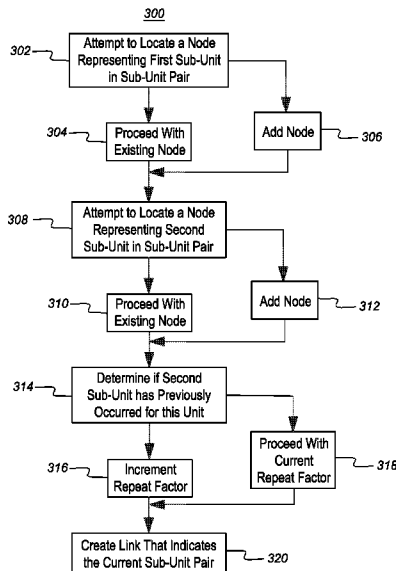 300
302
Attempt to Locate a Node
Representing First Sub-Unit
in Sub-Unit Pair
304
Proceed With
Existing Node
Add Node
306
308
Attempt to Locate a Node
Representing Second
Sub-Unit in Sub-Unit Pair
310
Proceed With
Existing Node
Add Node
312
314
Determine if Second
Sub-Unit has Previously
Occurred for this Unit
316
Increment
Repeat Factor
Proceed With
Current
Repeat Factor
318
Create Link That Indicates
the Current Sub-Unit Pair
320